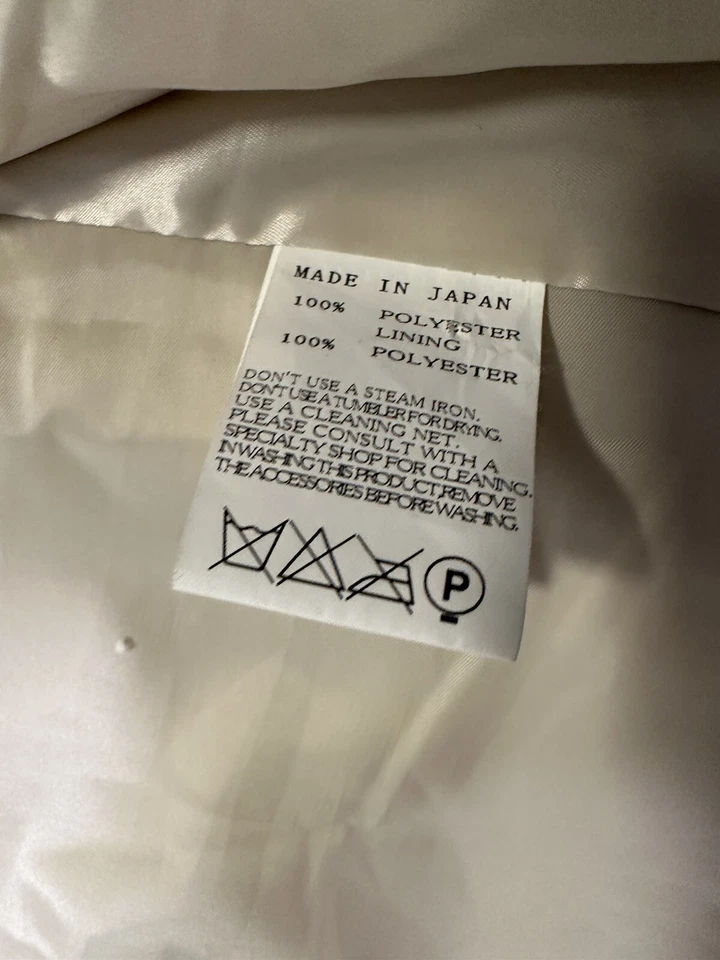 MADE IN JAPAN
100% POLYESTER
LINING
100% POLYESTER
DON'T USE A STEAM IRON.
DON'T USE A TUMBLER FOR DRYING.
USE A CLEANING NET.
PLEASE CONSULT WITH A
SPECIALTY SHOP FOR CLEANING.
IN WASHING THIS PRODUCT,REMOVE
THE ACCESSORIES BEFORE WASHING.
P